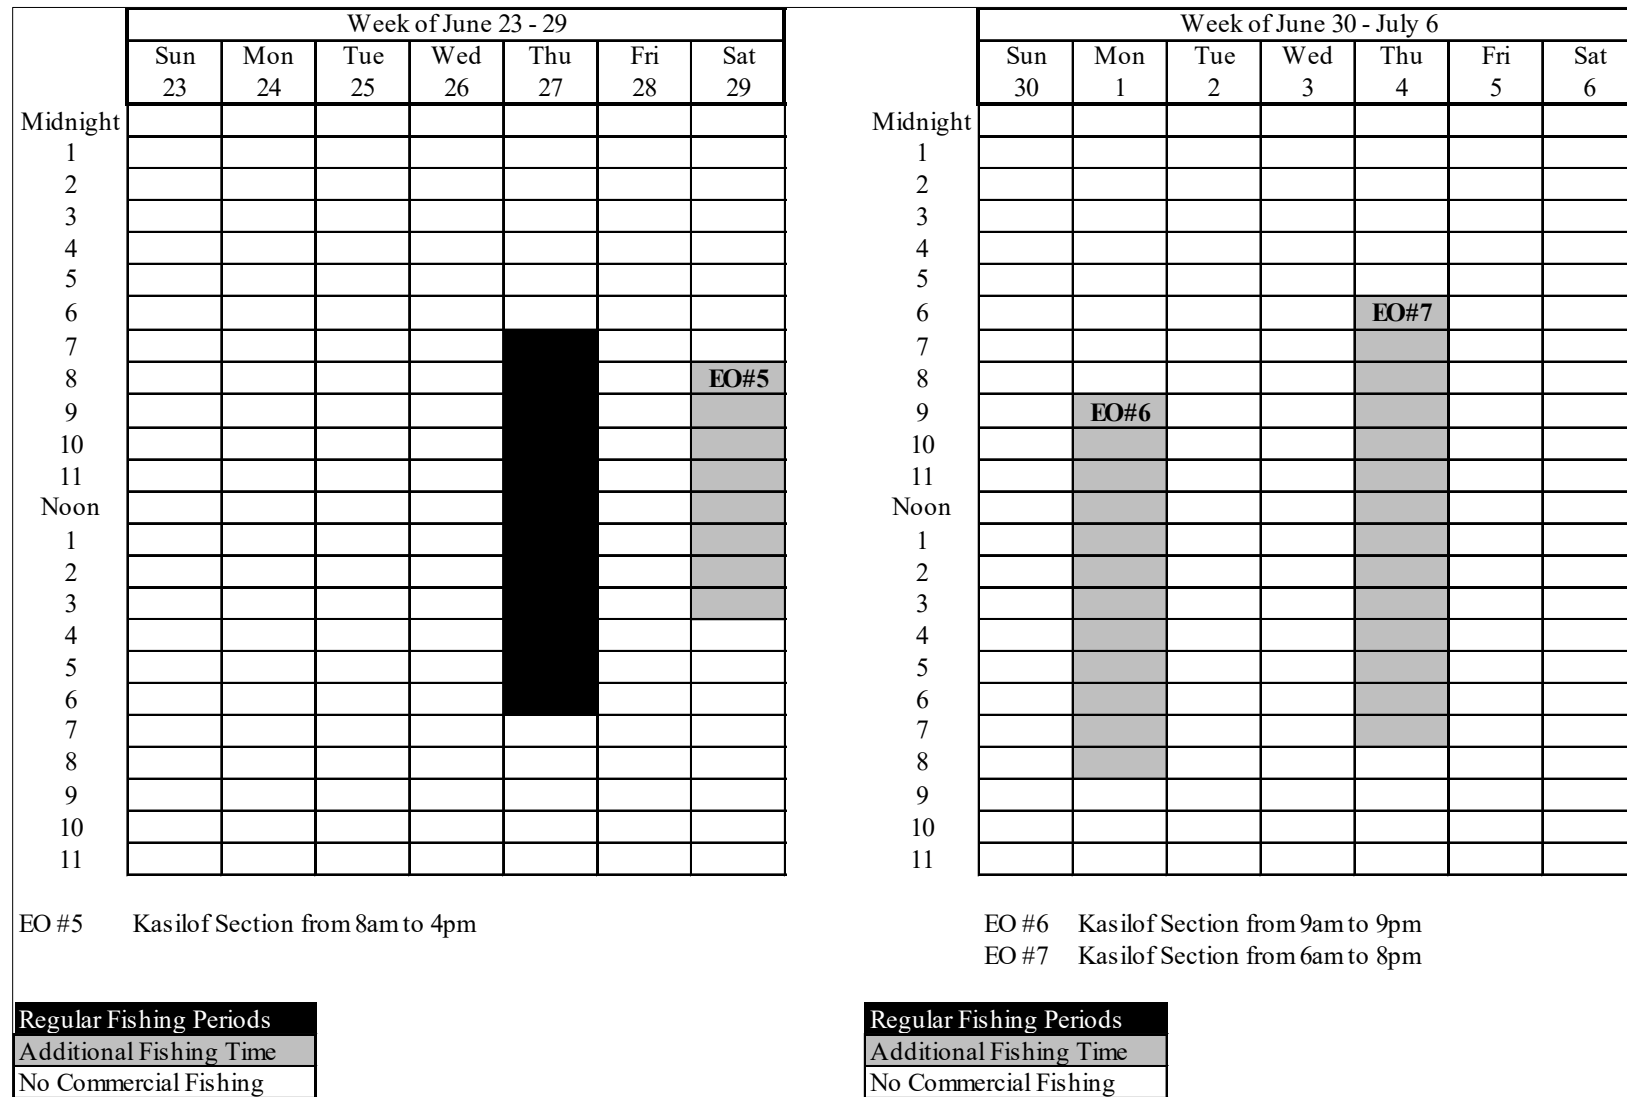 Week of June 23 - 29
Sun Mon Tue Wed Thu Fri Sat
23 24 25 26 27 28 29
Midnight
1
2
3
4
5
6
7
8 EO#5
9
10
11
Noon
1
2
3
4
5
6
7
8
9
10
11
EO #5 Kasilof Section from 8am to 4pm
Regular Fishing Periods
Additional Fishing Time
No Commercial Fishing
Week of June 30 - July 6
Sun Mon Tue Wed Thu Fri Sat
30 1 2 3 4 5 6
Midnight
1
2
3
4
5
6 EO#7
7
8
9 EO#6
10
11
Noon
1
2
3
4
5
6
7
8
9
10
11
EO #6 Kasilof Section from 9am to 9pm
EO #7 Kasilof Section from 6am to 8pm
Regular Fishing Periods
Additional Fishing Time
No Commercial Fishing